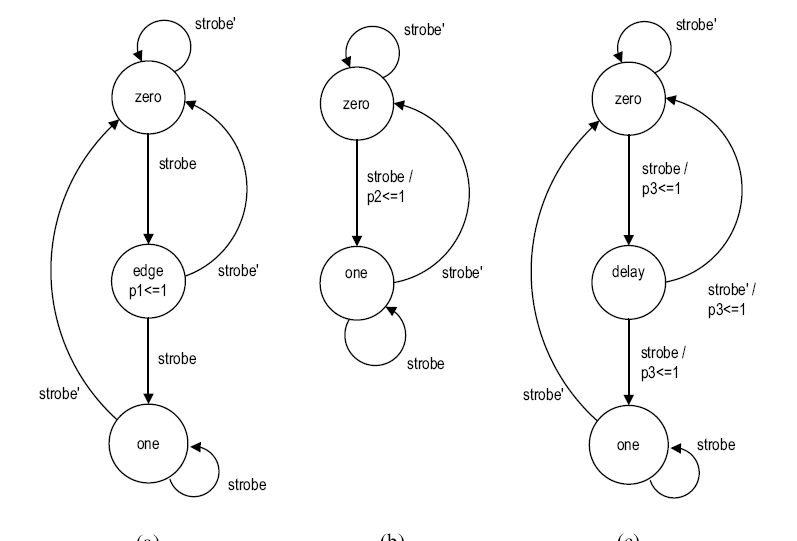 strobe'
zero
strobe
edge
p1<=1
strobe'
strobe
strobe'
one
strobe
(a)
strobe'
zero
strobe /
p2<=1
one
strobe'
strobe
(b)
strobe'
zero
strobe /
p3<=1
delay
strobe' /
p3<=1
strobe /
p3<=1
strobe'
one
strobe
(c)